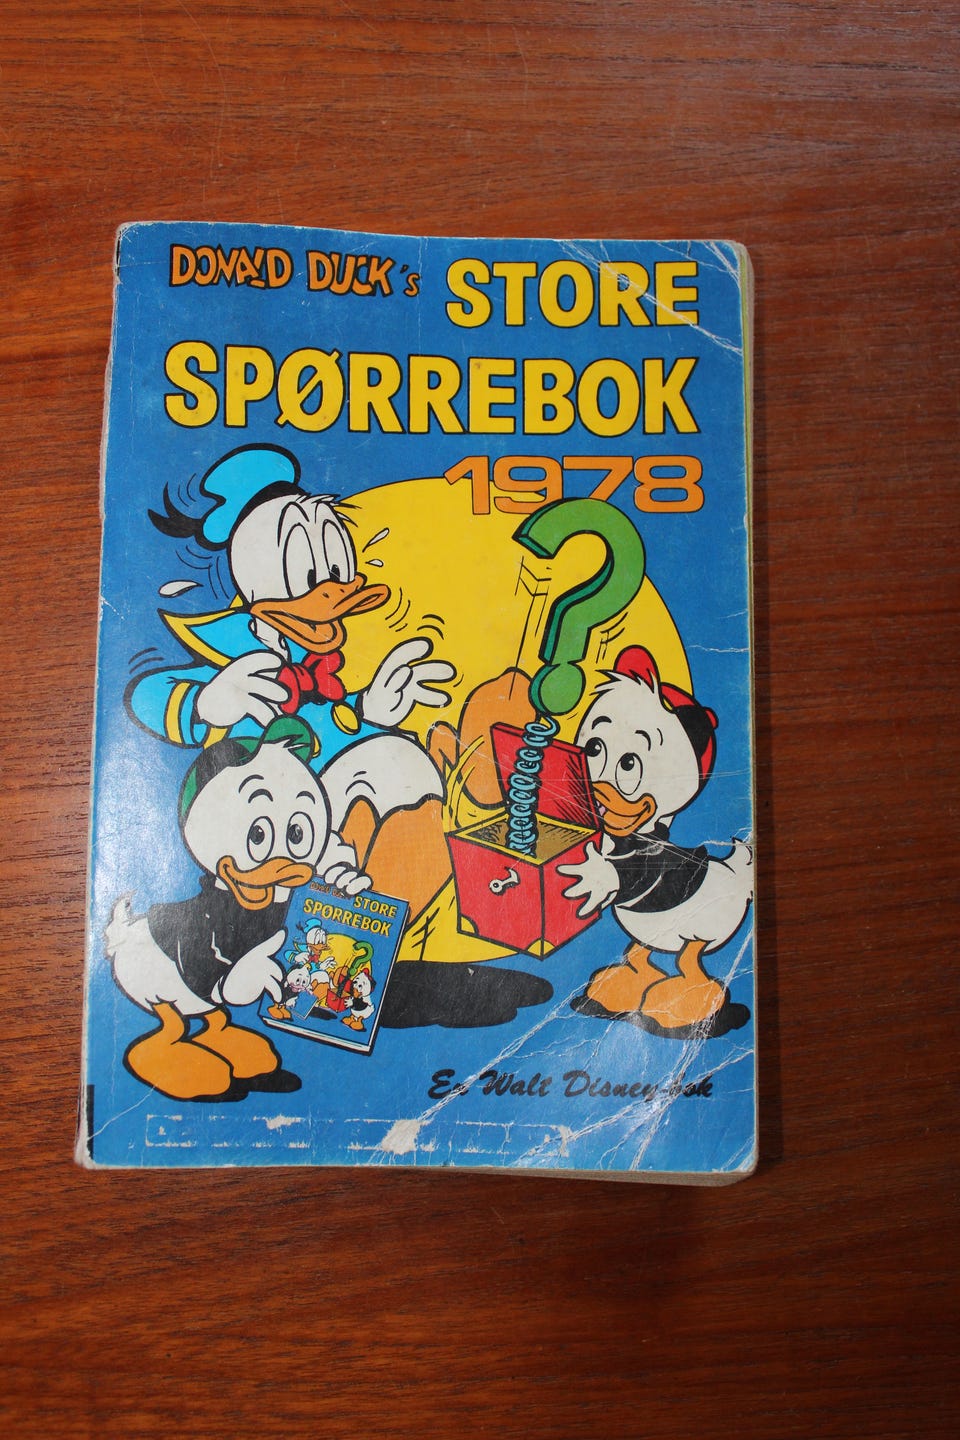 DONALD DUCK's STORE
SPØRREBOK
1978
STORE
SPØRREBOK
En Walt Disney-bok